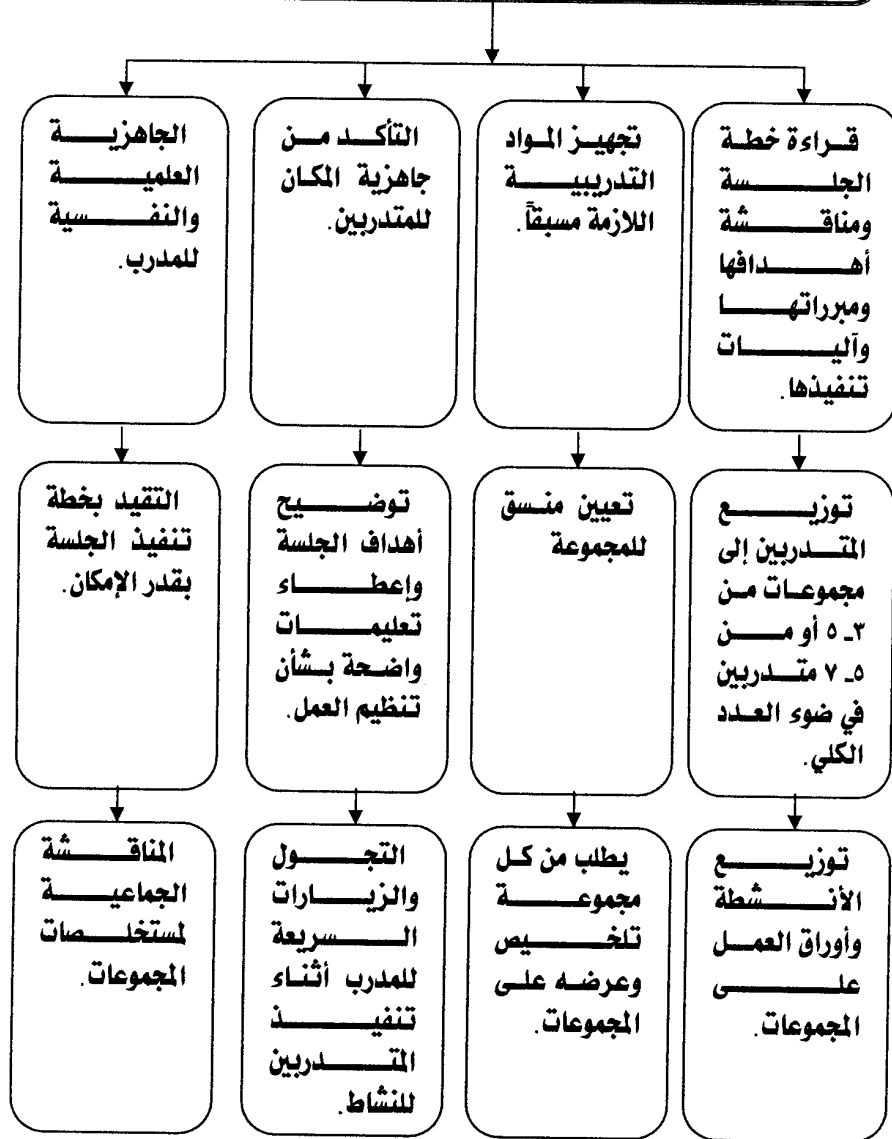 قراءة خطة
الجلسة
ومناقشة
أهدافها
ومبرراتها
وآليات
تنفيذها.
تجهيز المواد
التدريبية
اللازمة مسبقاً.
التأكد من
جاهزية المكان
للمتدربين.
الجاهزية
العلمية
والنفسية
للمدرب.
توزيع
المتدربين إلى
مجموعات من
٣ـ ٥ أو من
٥ـ ٧ متدربين
في ضوء العدد
الكلي.
تعيين منسق
للمجموعة
توضيح
أهداف الجلسة
وإعطاء
تعليمات
واضحة بشأن
تنظيم العمل.
التقيد بخطة
تنفيذ الجلسة
بقدر الإمكان.
توزيع
الأنشطة
وأوراق العمل
على
المجموعات.
يطلب من كل
مجموعة
تلخيص
وعرضه على
المجموعات.
التجول
والزيارات
السريعة
للمدرب أثناء
تنفيذ
المتدربين
للنشاط.
المناقشة
الجماعية
لمستخلصات
المجموعات.